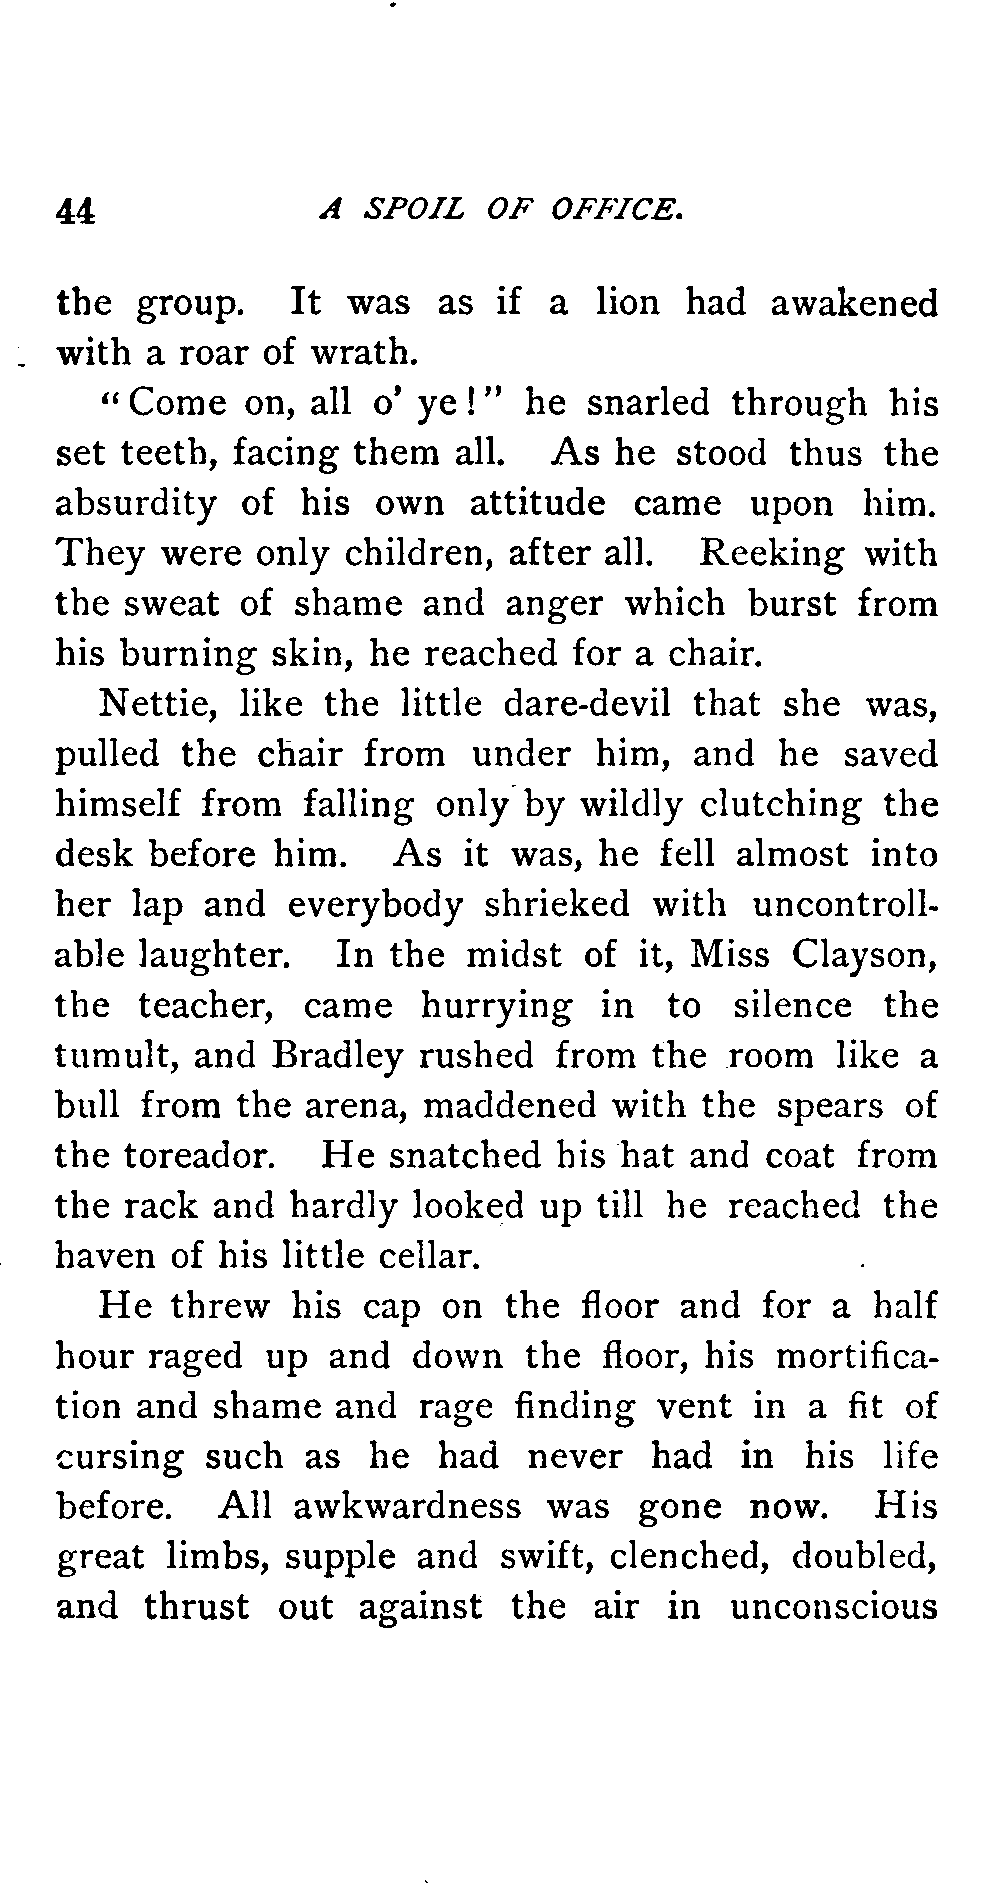 44 A SPOIL OF OFFICE.
the group. It was as if a lion had awakened
with a roar of wrath.
"Come on, all o' ye!" he snarled through his
set teeth, facing them all. As he stood thus the
absurdity of his own attitude came upon him.
They were only children, after all. Reeking with
the sweat of shame and anger which burst from
his burning skin, he reached for a chair.
Nettie, like the little dare-devil that she was,
pulled the chair from under him, and he saved
himself from falling only by wildly clutching the
desk before him. As it was, he fell almost into
her lap and everybody shrieked with uncontroll-
able laughter. In the midst of it, Miss Clayson,
the teacher, came hurrying in to silence the
tumult, and Bradley rushed from the room like a
bull from the arena, maddened with the spears of
the toreador. He snatched his hat and coat from
the rack and hardly looked up till he reached the
haven of his little cellar.
He threw his cap on the floor and for a half
hour raged up and down the floor, his mortifica-
tion and shame and rage finding vent in a fit of
cursing such as he had never had in his life
before. All awkwardness was gone now. His
great limbs, supple and swift, clenched, doubled,
and thrust out against the air in unconscious